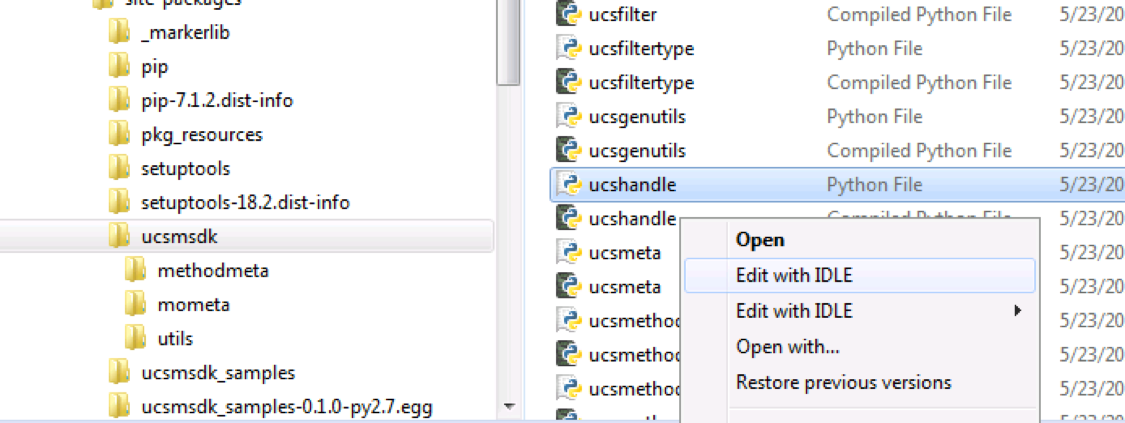 site-packages
_markerlib
pip
pip-7.1.2.dist-info
pkg_resources
setuptools
setuptools-18.2.dist-info
ucsmsdk
methodmeta
mometa
utils
ucsmsdk_samples
ucsmsdk_samples-0.1.0-py2.7.egg
ucsfilter Compiled Python File 5/23/20
ucsfiltertype Python File 5/23/20
ucsfiltertype Compiled Python File 5/23/20
ucsgenutils Python File 5/23/20
ucsgenutils Compiled Python File 5/23/20
ucshandle Python File 5/23/20
ucshandle Compiled Python File 5/23/20
ucsmeta 5/23/20
ucsmeta 5/23/20
ucsmethod 5/23/20
ucsmethod 5/23/20
ucsmethod 5/23/20
5/23/20
Open
Edit with IDLE
Edit with IDLE
Open with...
Restore previous versions